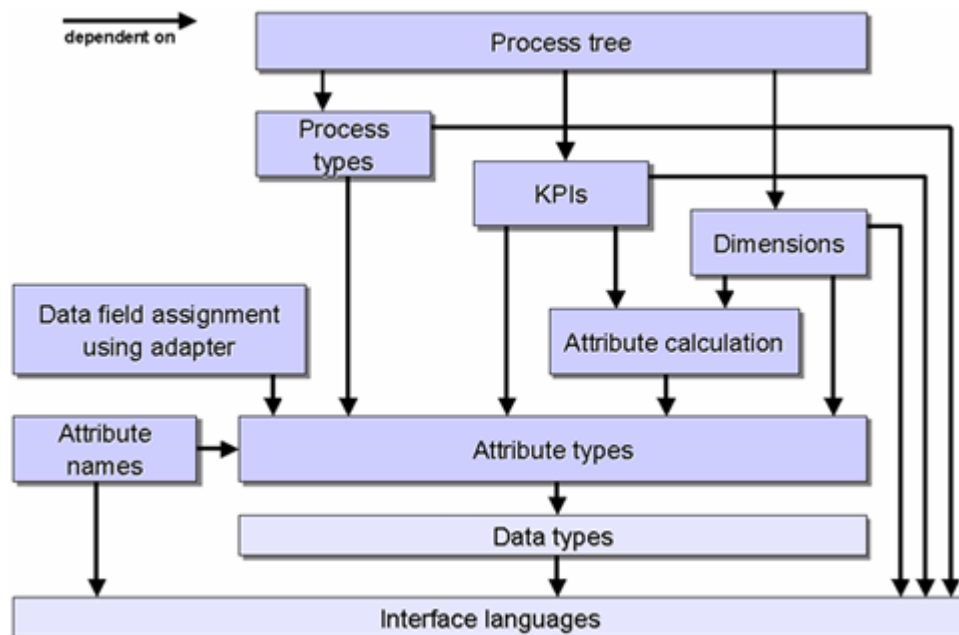 dependent on
Process tree
Process
types
KPIs
Dimensions
Data field assignment
using adapter
Attribute calculation
Attribute
names
Attribute types
Data types
Interface languages